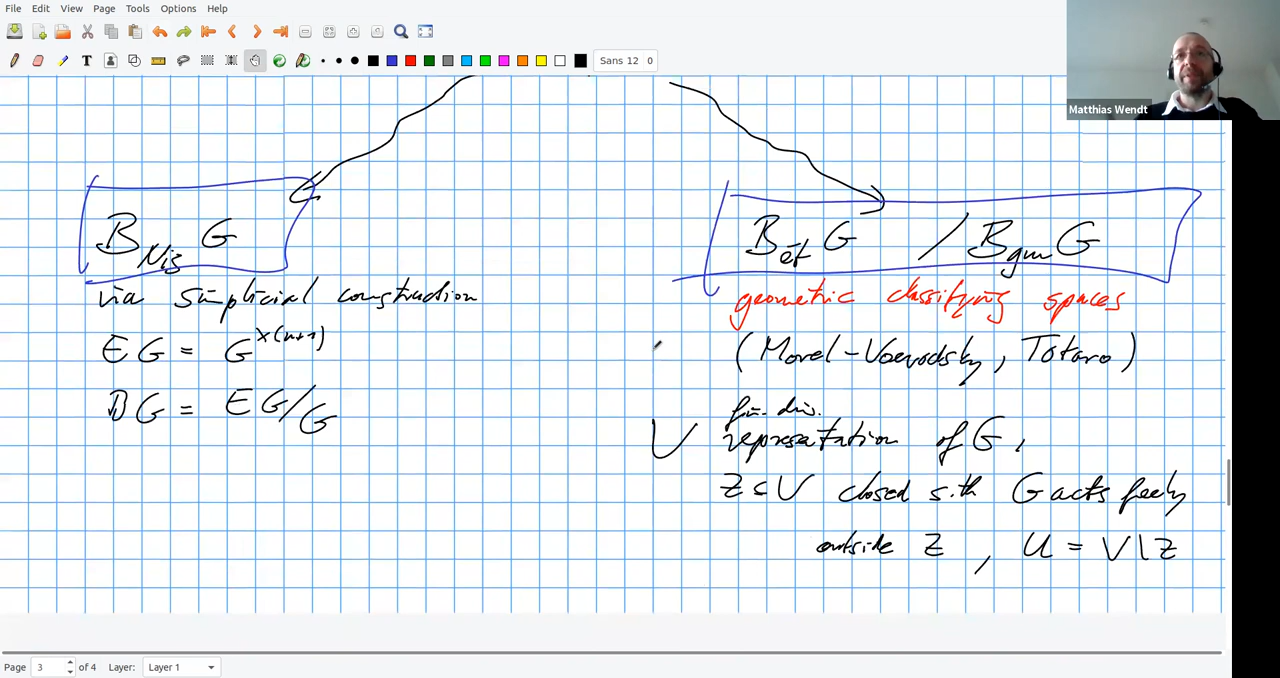 File Edit View Page Tools Options Help
Sans 12 0
Matthias Wendt
B_Nis G
via simplicial construction
EG = G^×(n+1)
BG = EG/G
B_ét G / B_gm G
geometric classifying spaces
(Morel-Voevodsky, Totaro)
fin. dim.
V representation of G,
Z ⊂ V closed s.th. G acts freely
outside Z, U = V \ Z
Page 3 of 4 Layer: Layer 1